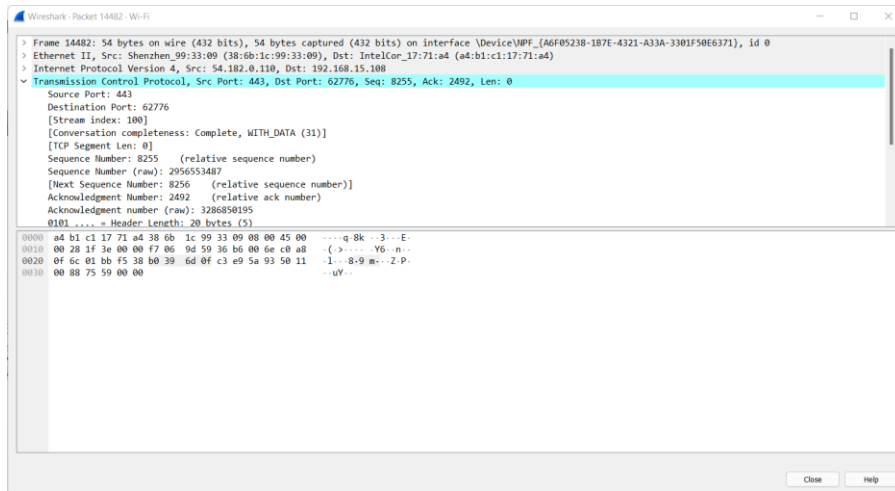 Wireshark · Packet 14482 · Wi-Fi
> Frame 14482: 54 bytes on wire (432 bits), 54 bytes captured (432 bits) on interface \Device\NPF_{A6F05238-1B7E-4321-A33A-3301F50E6371}, id 0
> Ethernet II, Src: Shenzhen_99:33:09 (38:6b:1c:99:33:09), Dst: IntelCor_17:71:a4 (a4:b1:c1:17:71:a4)
> Internet Protocol Version 4, Src: 54.182.0.110, Dst: 192.168.15.108
Transmission Control Protocol, Src Port: 443, Dst Port: 62776, Seq: 8255, Ack: 2492, Len: 0
Source Port: 443
Destination Port: 62776
[Stream index: 100]
[Conversation completeness: Complete, WITH_DATA (31)]
[TCP Segment Len: 0]
Sequence Number: 8255 (relative sequence number)
Sequence Number (raw): 2956553487
[Next Sequence Number: 8256 (relative sequence number)]
Acknowledgment Number: 2492 (relative ack number)
Acknowledgment number (raw): 3286850195
0101 .... = Header Length: 20 bytes (5)
0000 a4 b1 c1 17 71 a4 38 6b 1c 99 33 09 08 00 45 00 ····q·8k ··3···E·
0010 00 28 1f 3e 00 00 f7 06 9d 59 36 b6 00 6e c0 a8 ·(·>···· ·Y6··n··
0020 0f 6c 01 bb f5 38 b0 39 6d 0f c3 e9 5a 93 50 11 ·l···8·9 m···Z·P·
0030 00 88 75 59 00 00 ··uY··
Close Help